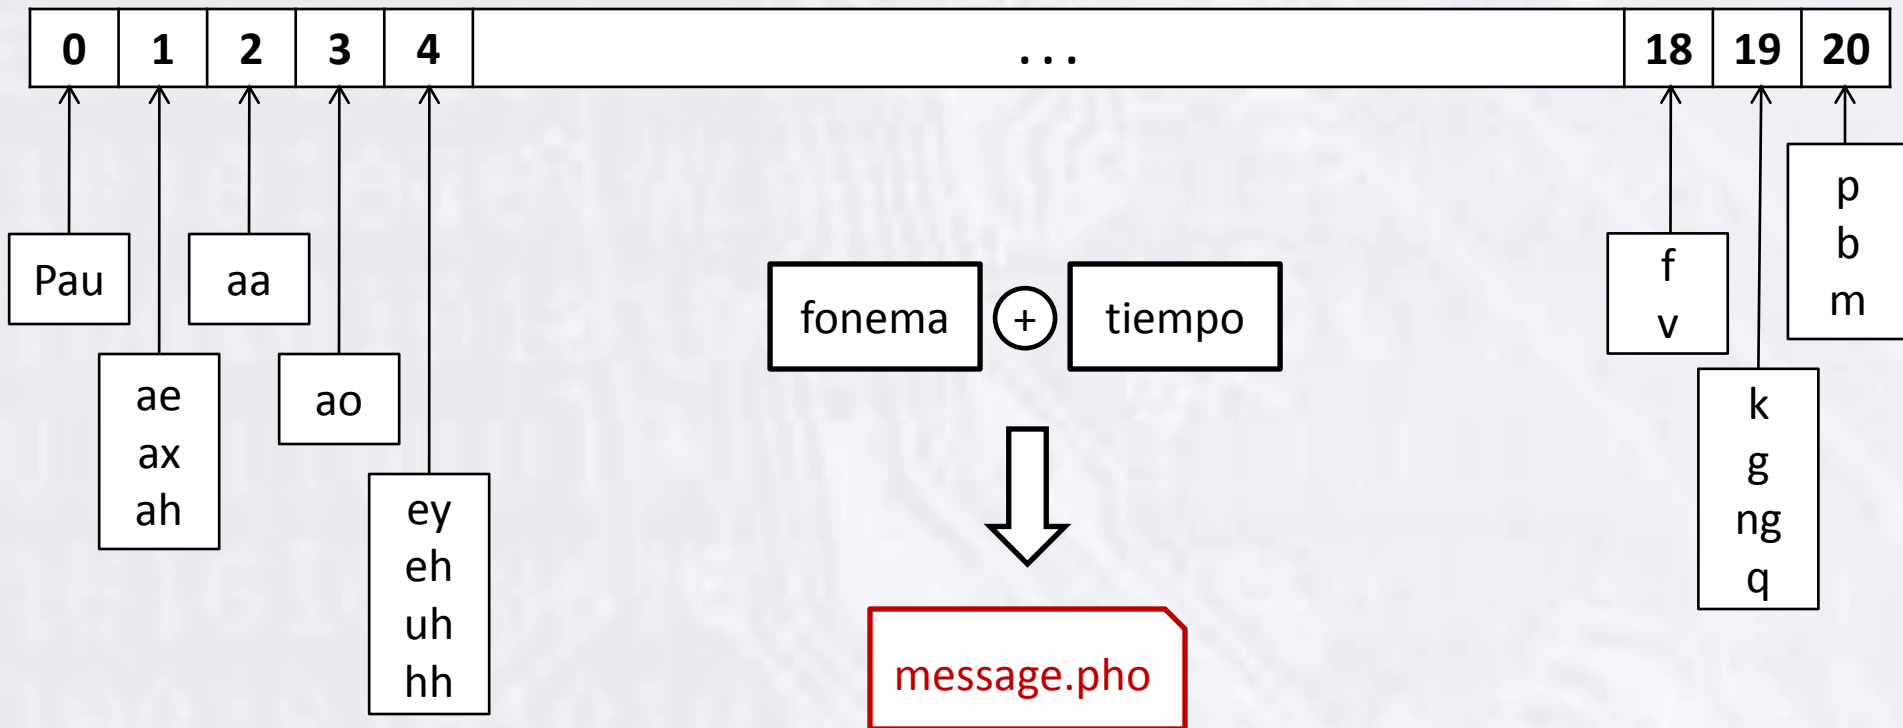 0 1 2 3 4 ... 18 19 20
Pau
ae
ax
ah
aa
ao
ey
eh
uh
hh
fonema + tiempo
message.pho
f
v
k
g
ng
q
p
b
m